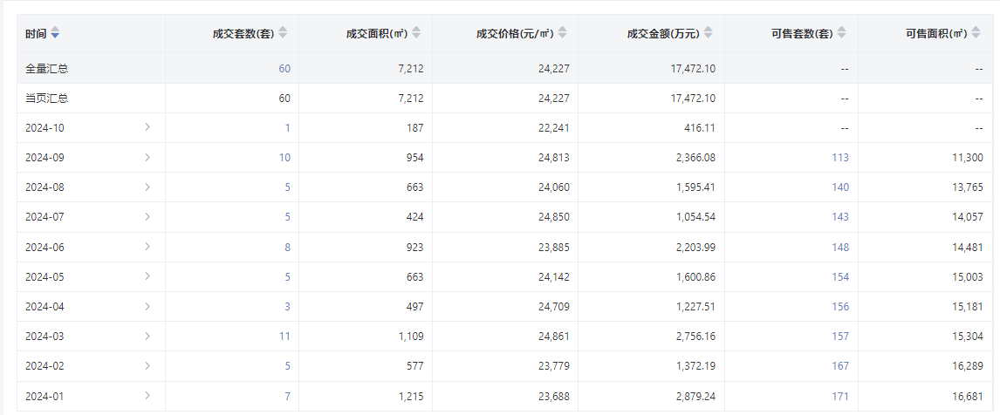 时间 成交套数(套) 成交面积(㎡) 成交价格(元/㎡) 成交金额(万元) 可售套数(套) 可售面积(㎡)
全量汇总 60 7,212 24,227 17,472.10 -- --
当页汇总 60 7,212 24,227 17,472.10 -- --
2024-10 1 187 22,241 416.11 -- --
2024-09 10 954 24,813 2,366.08 113 11,300
2024-08 5 663 24,060 1,595.41 140 13,765
2024-07 5 424 24,850 1,054.54 143 14,057
2024-06 8 923 23,885 2,203.99 148 14,481
2024-05 5 663 24,142 1,600.86 154 15,003
2024-04 3 497 24,709 1,227.51 156 15,181
2024-03 11 1,109 24,861 2,756.16 157 15,304
2024-02 5 577 23,779 1,372.19 167 16,289
2024-01 7 1,215 23,688 2,879.24 171 16,681